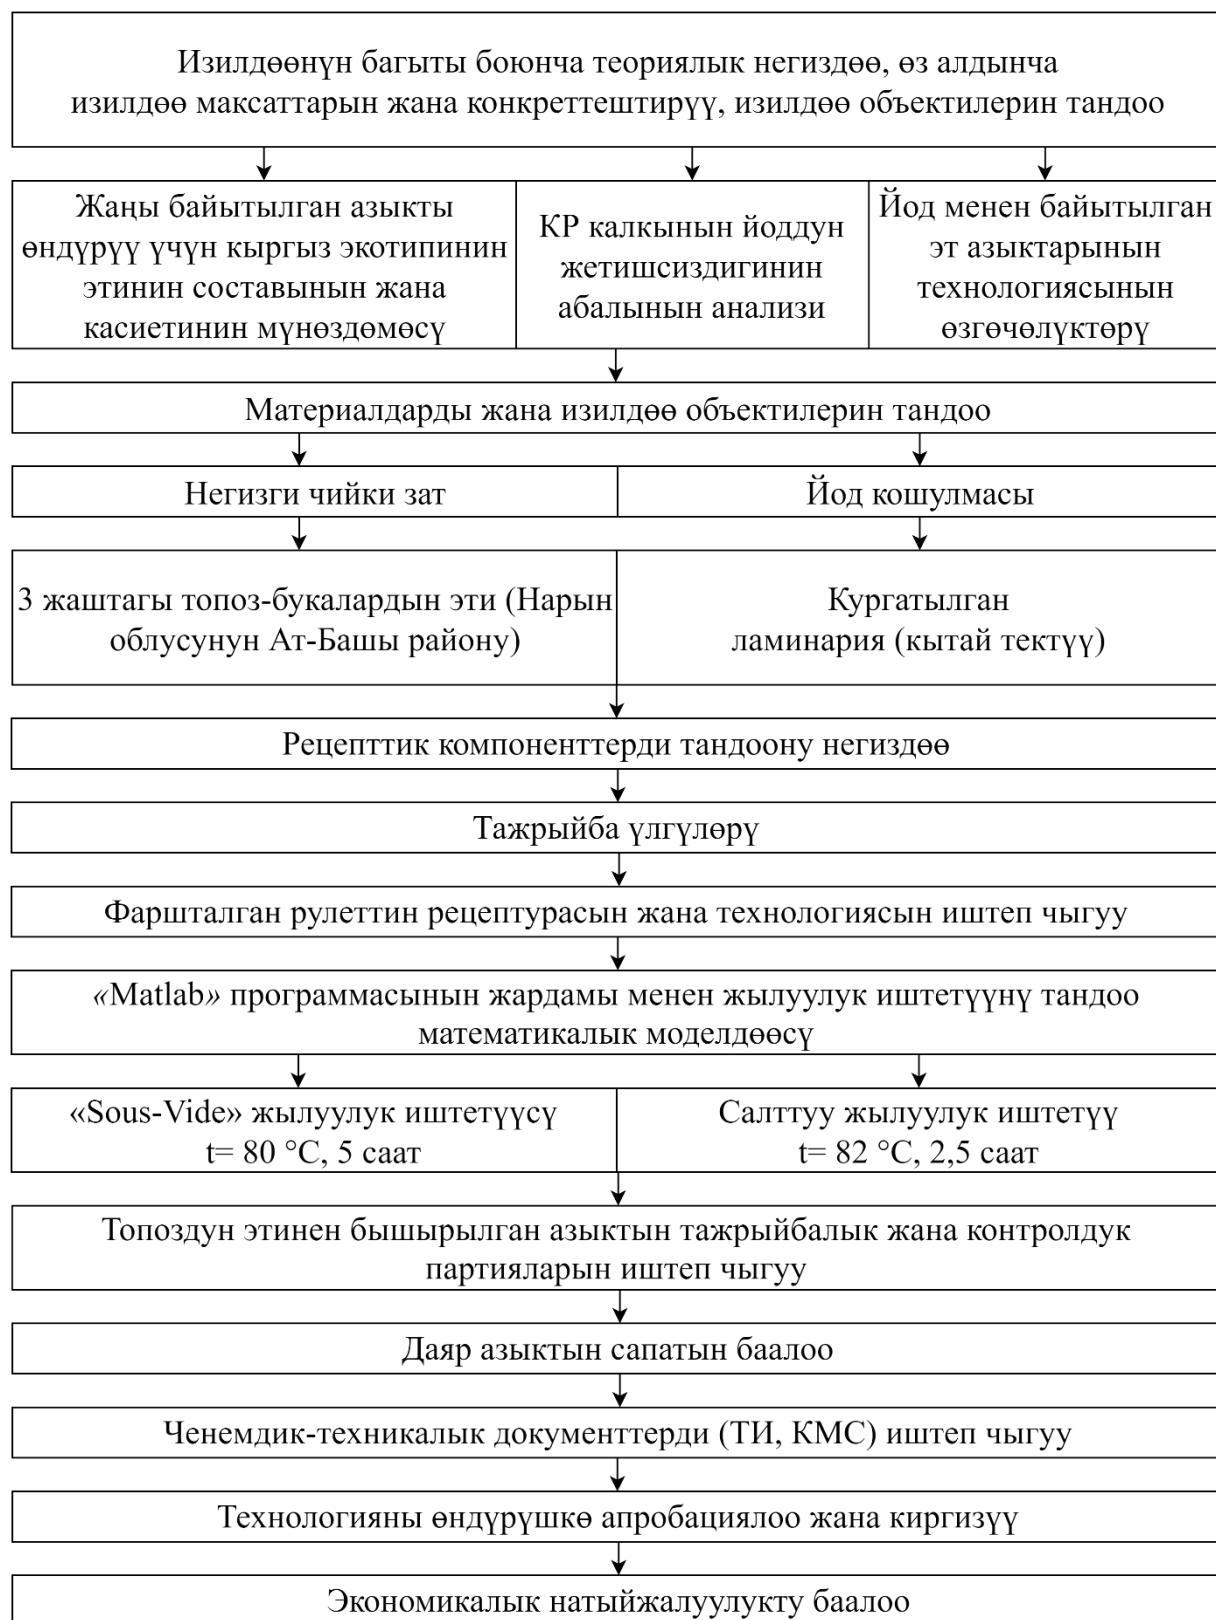 Изилдөөнүн багыты боюнча теориялык негиздөө, өз алдынча
изилдөө максаттарын жана конкреттештирүү, изилдөө объектилерин тандоо
Жаңы байытылган азыкты
өндүрүү үчүн кыргыз экотипинин
этинин составынын жана
касиетинин мүнөздөмөсү
КР калкынын йоддун
жетишсиздигинин
абалынын анализи
Йод менен байытылган
эт азыктарынын
технологиясынын
өзгөчөлүктөрү
Материалдарды жана изилдөө объектилерин тандоо
Негизги чийки зат
Йод кошулмасы
3 жаштагы топоз-букалардын эти (Нарын
облусунун Ат-Башы району)
Кургатылган
ламинария (кытай тектүү)
Рецепттик компоненттерди тандоону негиздөө
Тажрыйба үлгүлөрү
Фаршталган рулеттин рецептурасын жана технологиясын иштеп чыгуу
«Matlab» программасынын жардамы менен жылуулук иштетүүнү тандоо
математикалык моделдөөсү
«Sous-Vide» жылуулук иштетүүсү
t= 80 °C, 5 саат
Салттуу жылуулук иштетүү
t= 82 °C, 2,5 саат
Топоздун этинен бышырылган азыктын тажрыйбалык жана контролдук
партияларын иштеп чыгуу
Даяр азыктын сапатын баалоо
Ченемдик-техникалык документтерди (ТИ, КМС) иштеп чыгуу
Технологияны өндүрүшкө апробациялоо жана киргизүү
Экономикалык натыйжалуулукту баалоо